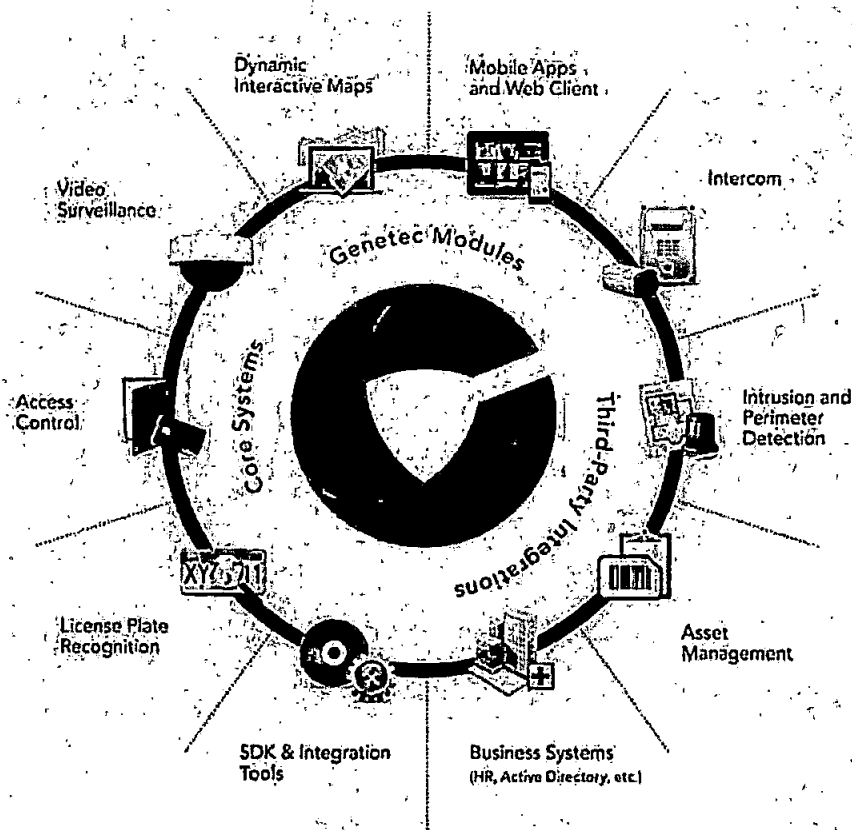 Dynamic
Interactive Maps
Mobile Apps
and Web Client
Video
Surveillance
Intercom
Genetec Modules
Core Systems
Third-Party Integrations
Access
Control
Intrusion and
Perimeter
Detection
License Plate
Recognition
Asset
Management
SDK & Integration
Tools
Business Systems
(HR, Active Directory, etc.)